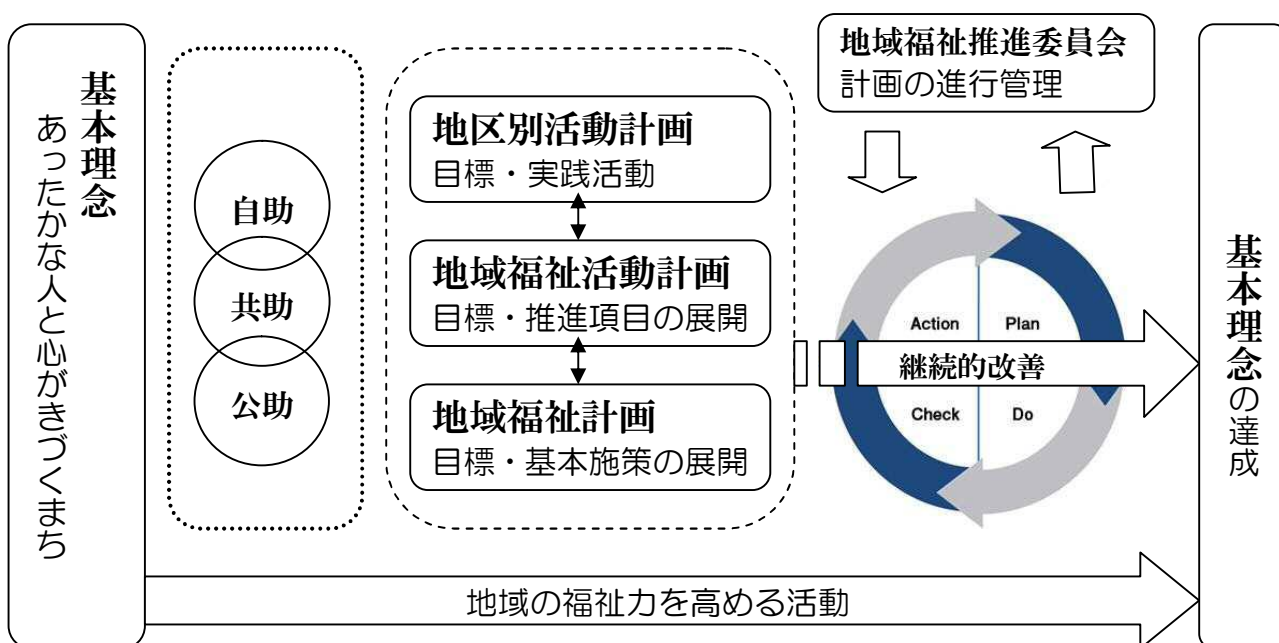 基本理念
あったかな人と心がきづくまち
自助
共助
公助
地区別活動計画
目標・実践活動
地域福祉活動計画
目標・推進項目の展開
地域福祉計画
目標・基本施策の展開
地域福祉推進委員会
計画の進行管理
Action
Plan
継続的改善
Check
Do
基本理念の達成
地域の福祉力を高める活動